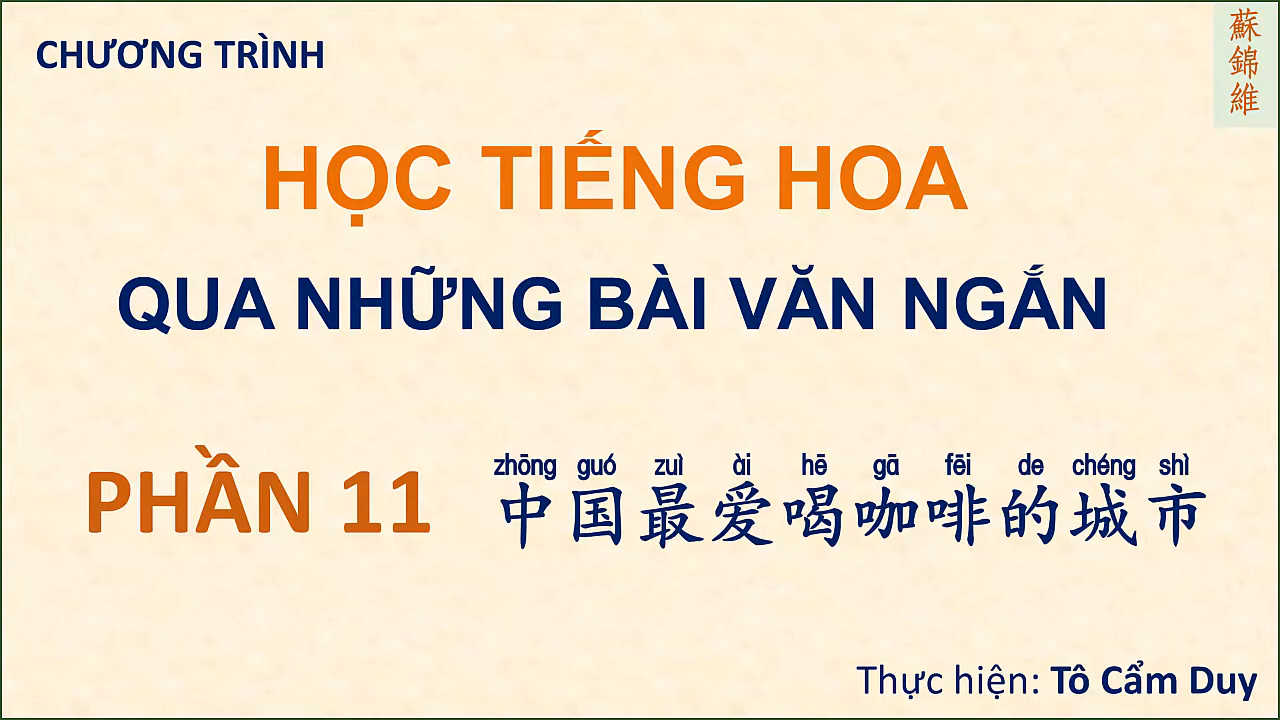 CHƯƠNG TRÌNH
蘇錦維
HỌC TIẾNG HOA
QUA NHỮNG BÀI VĂN NGẮN
PHẦN 11
zhōng guó zuì ài hē gā fēi de chéng shì
中国最爱喝咖啡的城市
Thực hiện: Tô Cẩm Duy